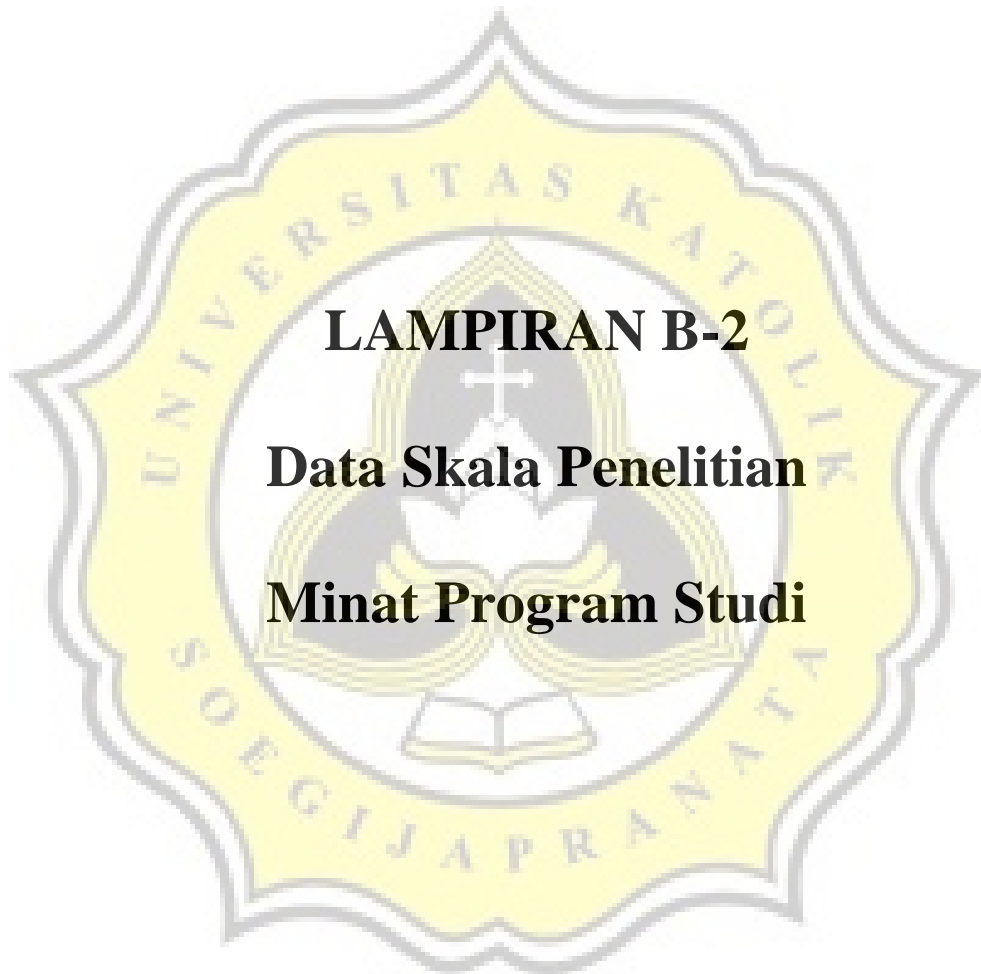 UNIVERSITAS KATOLIK
LAMPIRAN B-2
Data Skala Penelitian
Minat Program Studi
SOEGIJAPRANATA